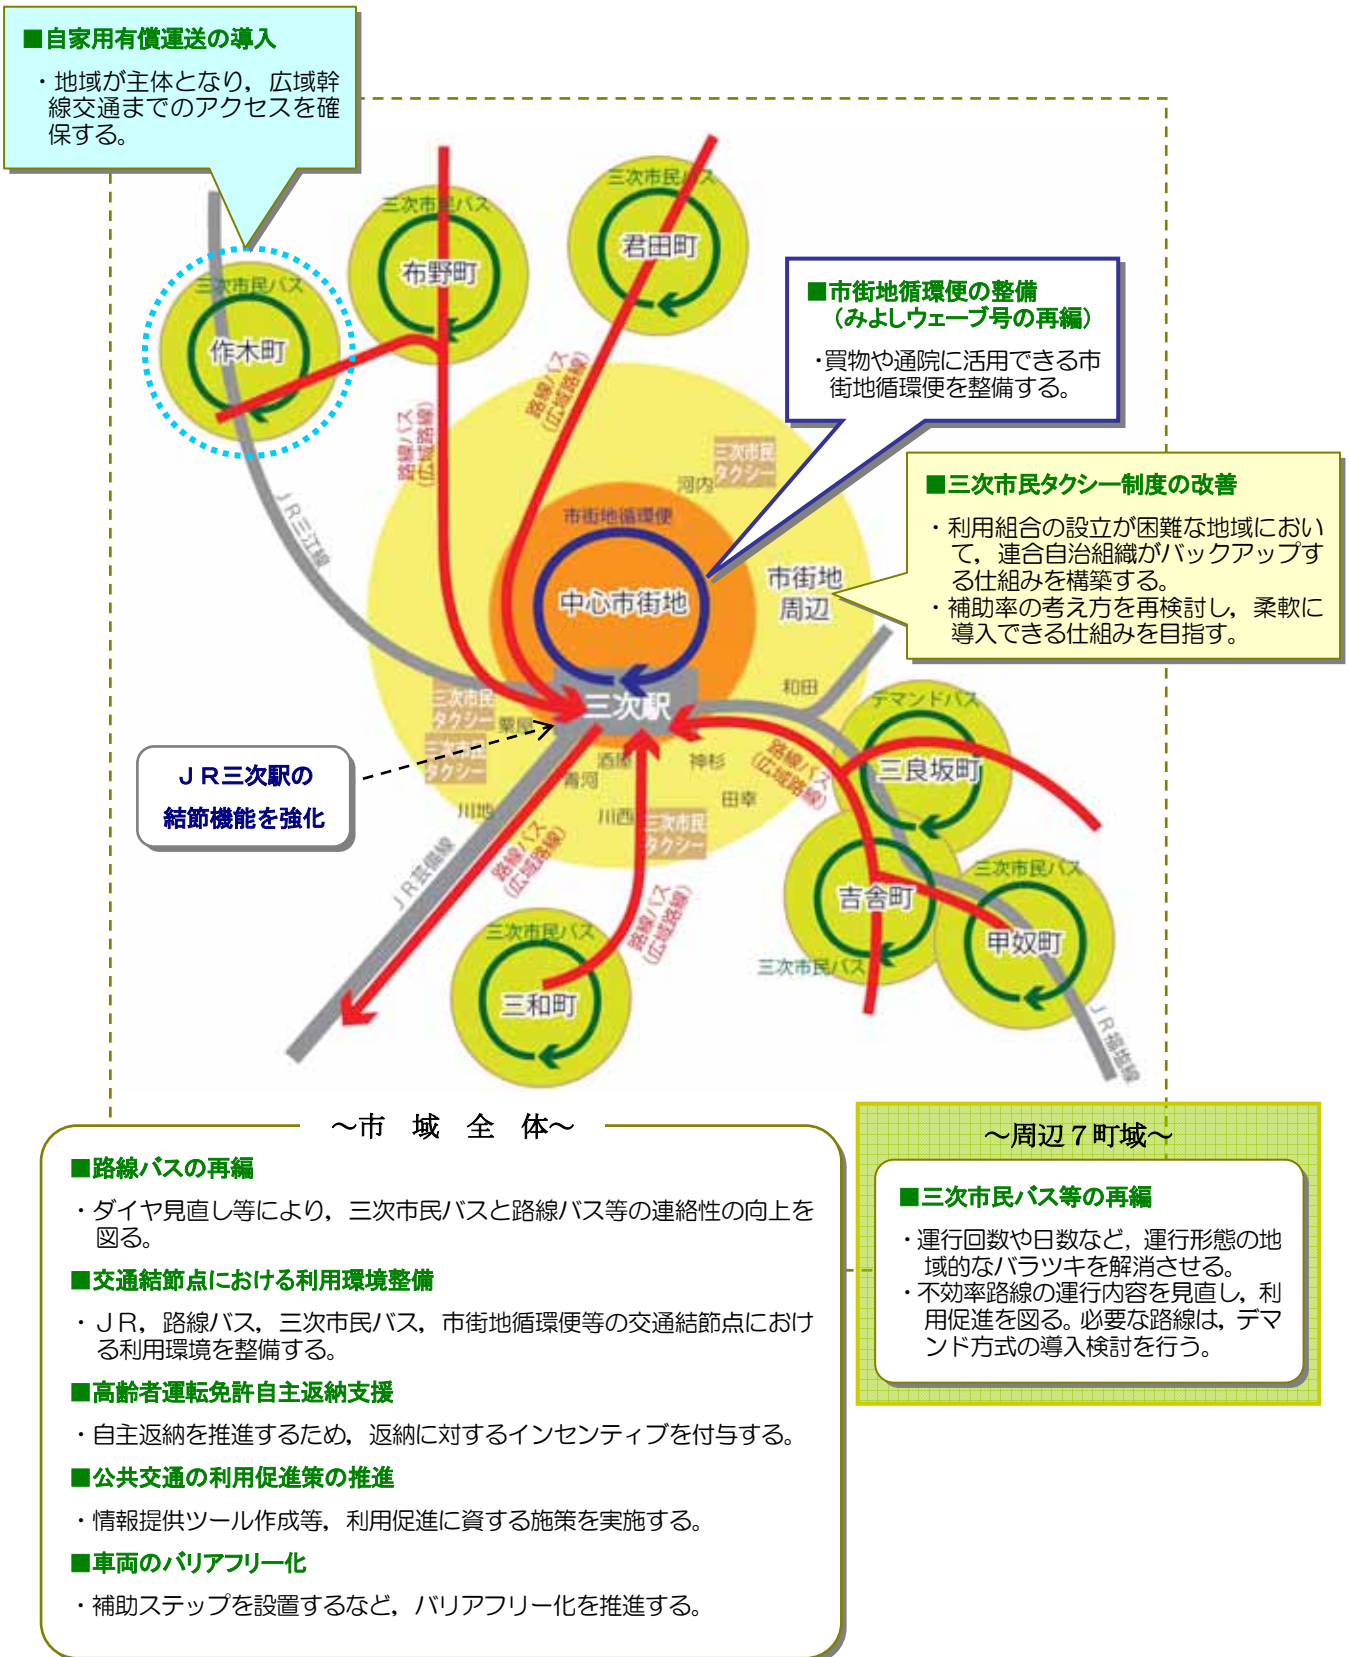 ■自家用有償運送の導入
・地域が主体となり，広域幹
線交通までのアクセスを確
保する。
三次市民バス
布野町
三次市民バス
君田町
三次市民バス
作木町
■市街地循環便の整備
（みよしウェーブ号の再編）
・買物や通院に活用できる市
街地循環便を整備する。
路線バス
（広域路線）
路線バス
（広域路線）
三次市民
タクシー
河内
■三次市民タクシー制度の改善
・利用組合の設立が困難な地域におい
て，連合自治組織がバックアップす
る仕組みを構築する。
・補助率の考え方を再検討し，柔軟に
導入できる仕組みを目指す。
ＪＲ三江線
市街地循環便
中心市街地
市街地
周辺
三次駅
和田
三次市民
タクシー
粟屋
三次市民
タクシー
ＪＲ三次駅の
結節機能を強化
酒屋
青河
神杉
田幸
川地
川西
三次市民
タクシー
路線バス
（広域路線）
デマンドバス
三良坂町
ＪＲ芸備線
路線バス
（広域路線）
路線バス
（広域路線）
吉舎町
三次市民バス
三次市民バス
甲奴町
三次市民バス
三和町
ＪＲ福塩線
～市　域　全　体～
■路線バスの再編
・ダイヤ見直し等により，三次市民バスと路線バス等の連絡性の向上を
図る。
■交通結節点における利用環境整備
・ＪＲ，路線バス，三次市民バス，市街地循環便等の交通結節点におけ
る利用環境を整備する。
■高齢者運転免許自主返納支援
・自主返納を推進するため，返納に対するインセンティブを付与する。
■公共交通の利用促進策の推進
・情報提供ツール作成等，利用促進に資する施策を実施する。
■車両のバリアフリー化
・補助ステップを設置するなど，バリアフリー化を推進する。
～周辺７町域～
■三次市民バス等の再編
・運行回数や日数など，運行形態の地
域的なバラツキを解消させる。
・不効率路線の運行内容を見直し，利
用促進を図る。必要な路線は，デマ
ンド方式の導入検討を行う。